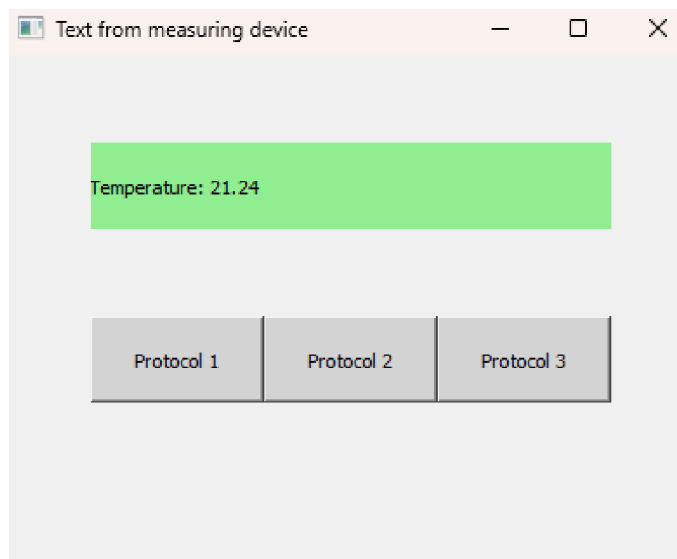 Text from measuring device
Temperature: 21.24
Protocol 1 Protocol 2 Protocol 3